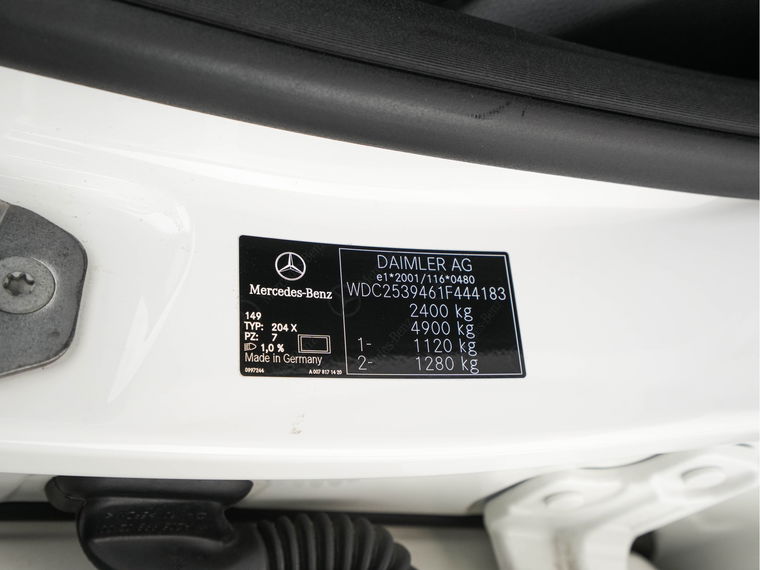 Mercedes-Benz
149
TYP: 204 X
PZ: 7
1,0 %
Made in Germany
0997246
A 007 817 14 20
DAIMLER AG
e1*2001/116*0480
WDC2539461F444183
2400 kg
4900 kg
1- 1120 kg
2- 1280 kg